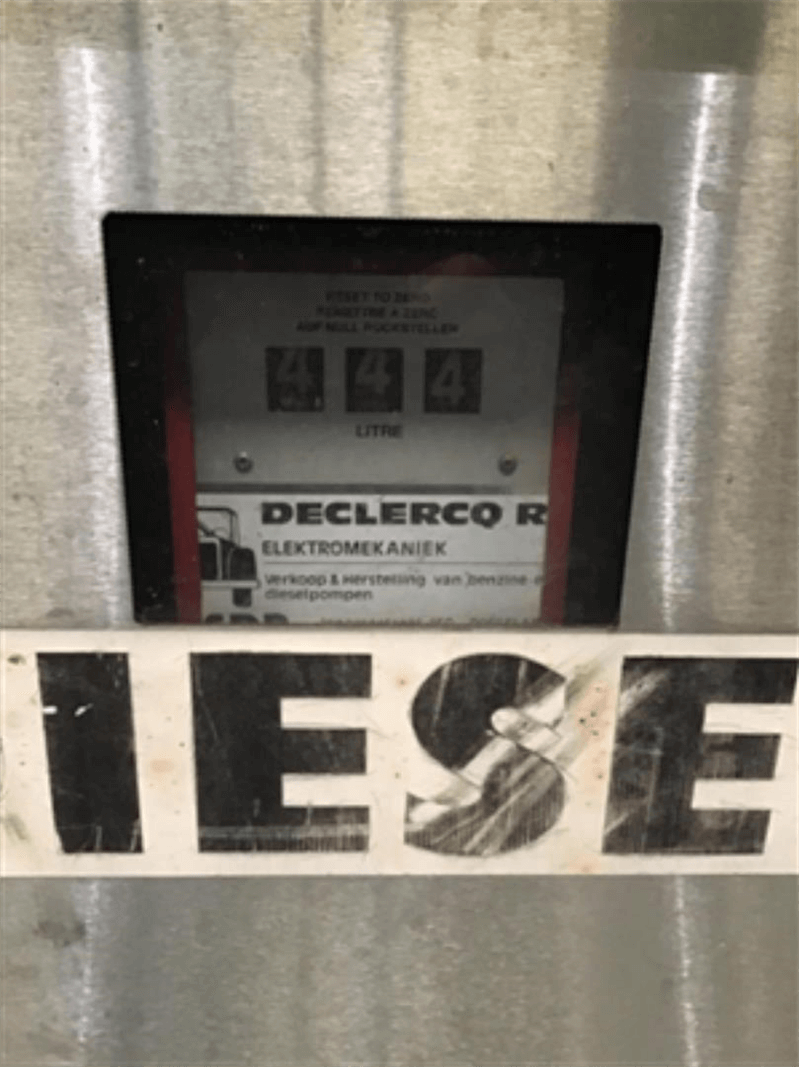 RESET TO ZERO
REMETTRE A ZERO
AUF NULL RÜCKSTELLEN
4 4 4
LITRE
DECLERCQ R
ELEKTROMEKANIEK
Verkoop & Herstelling van benzine-
dieselpompen
IESE